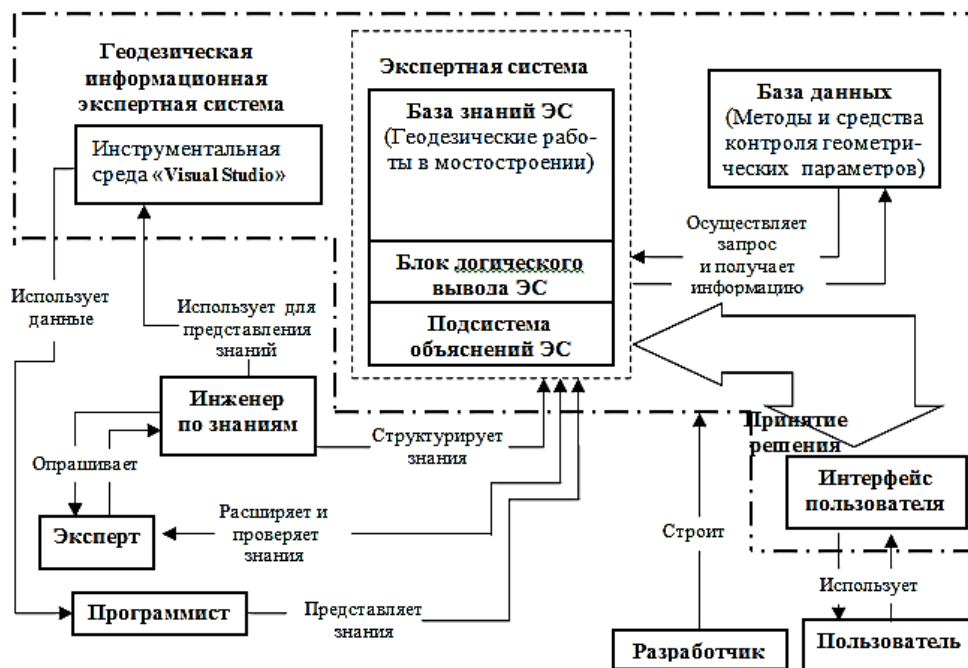 Геодезическая
информационная
экспертная система
Инструментальная
среда «Visual Studio»
Экспертная система
База знаний ЭС
(Геодезические рабо-
ты в мостостроении)
Блок логического
вывода ЭС
Подсистема
объяснений ЭС
База данных
(Методы и средства
контроля геометри-
ческих параметров)
Осуществляет
запрос
и получает
информацию
Использует
данные
Использует для
представления
знаний
Инженер
по знаниям
Структурирует
знания
Опрашивает
Эксперт
Расширяет и
проверяет
знания
Программист
Представляет
знания
Принятие
решения
Интерфейс
пользователя
Строит
Использует
Разработчик
Пользователь